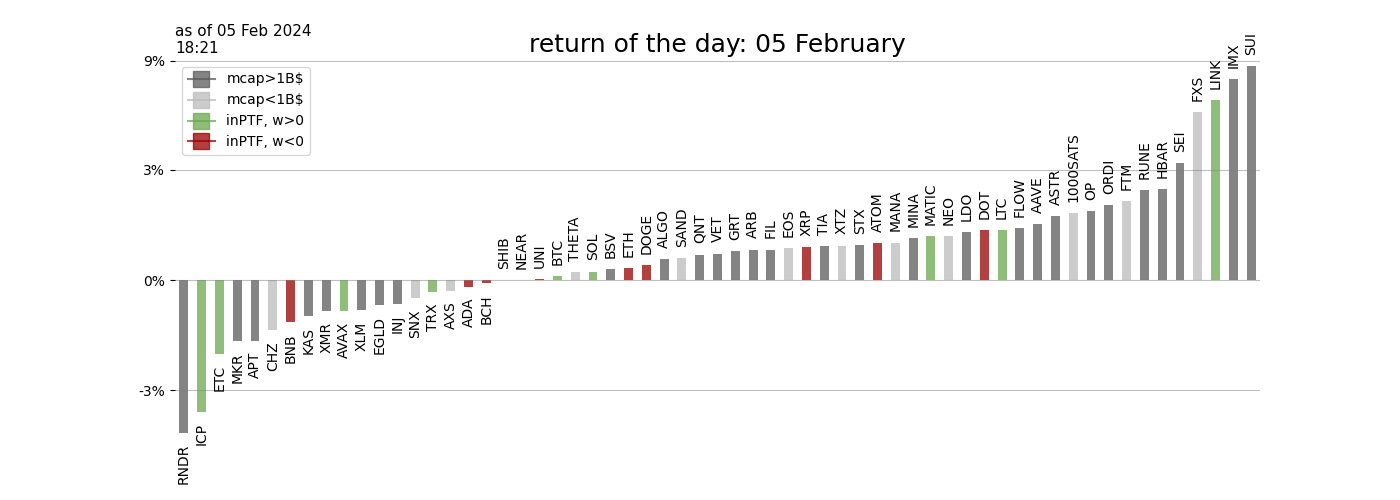 as of 05 Feb 2024
18:21
return of the day: 05 February
mcap>1B$
mcap<1B$
inPTF, w>0
inPTF, w<0
9%
3%
0%
-3%
RNDR
ICP
ETC
MKR
APT
CHZ
BNB
KAS
XMR
AVAX
XLM
EGLD
INJ
SNX
TRX
AXS
ADA
BCH
SHIB
NEAR
UNI
BTC
THETA
SOL
BSV
ETH
DOGE
ALGO
SAND
QNT
VET
GRT
ARB
FIL
EOS
XRP
TIA
XTZ
STX
ATOM
MANA
MINA
MATIC
NEO
LDO
DOT
LTC
FLOW
AAVE
ASTR
1000SATS
OP
ORDI
FTM
RUNE
HBAR
SEI
FXS
LINK
IMX
SUI